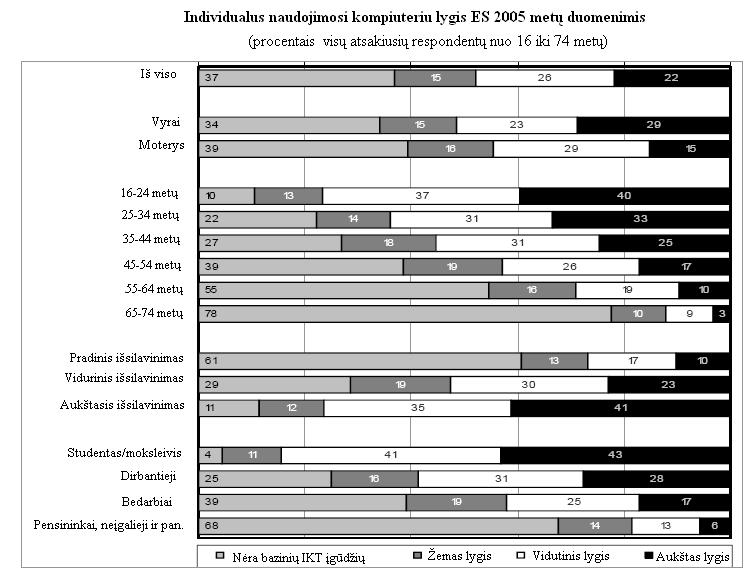 Individualus naudojimosi kompiuteriu lygis ES 2005 metų duomenimis
(procentais visų atsakiusių respondentų nuo 16 iki 74 metų)
Iš viso 37 15 26 22
Vyrai 34 15 23 29
Moterys 39 16 29 15
16-24 metų 10 13 37 40
25-34 metų 22 14 31 33
35-44 metų 27 18 31 25
45-54 metų 39 19 26 17
55-64 metų 55 16 19 10
65-74 metų 78 10 9 3
Pradinis išsilavinimas 61 13 17 10
Vidurinis išsilavinimas 29 19 30 23
Aukštasis išsilavinimas 11 12 35 41
Studentas/moksleivis 4 11 41 43
Dirbantieji 25 16 31 28
Bedarbiai 39 19 25 17
Pensininkai, neįgalieji ir pan. 68 14 13 6
Nėra bazinių IKT įgūdžių Žemas lygis Vidutinis lygis Aukštas lygis